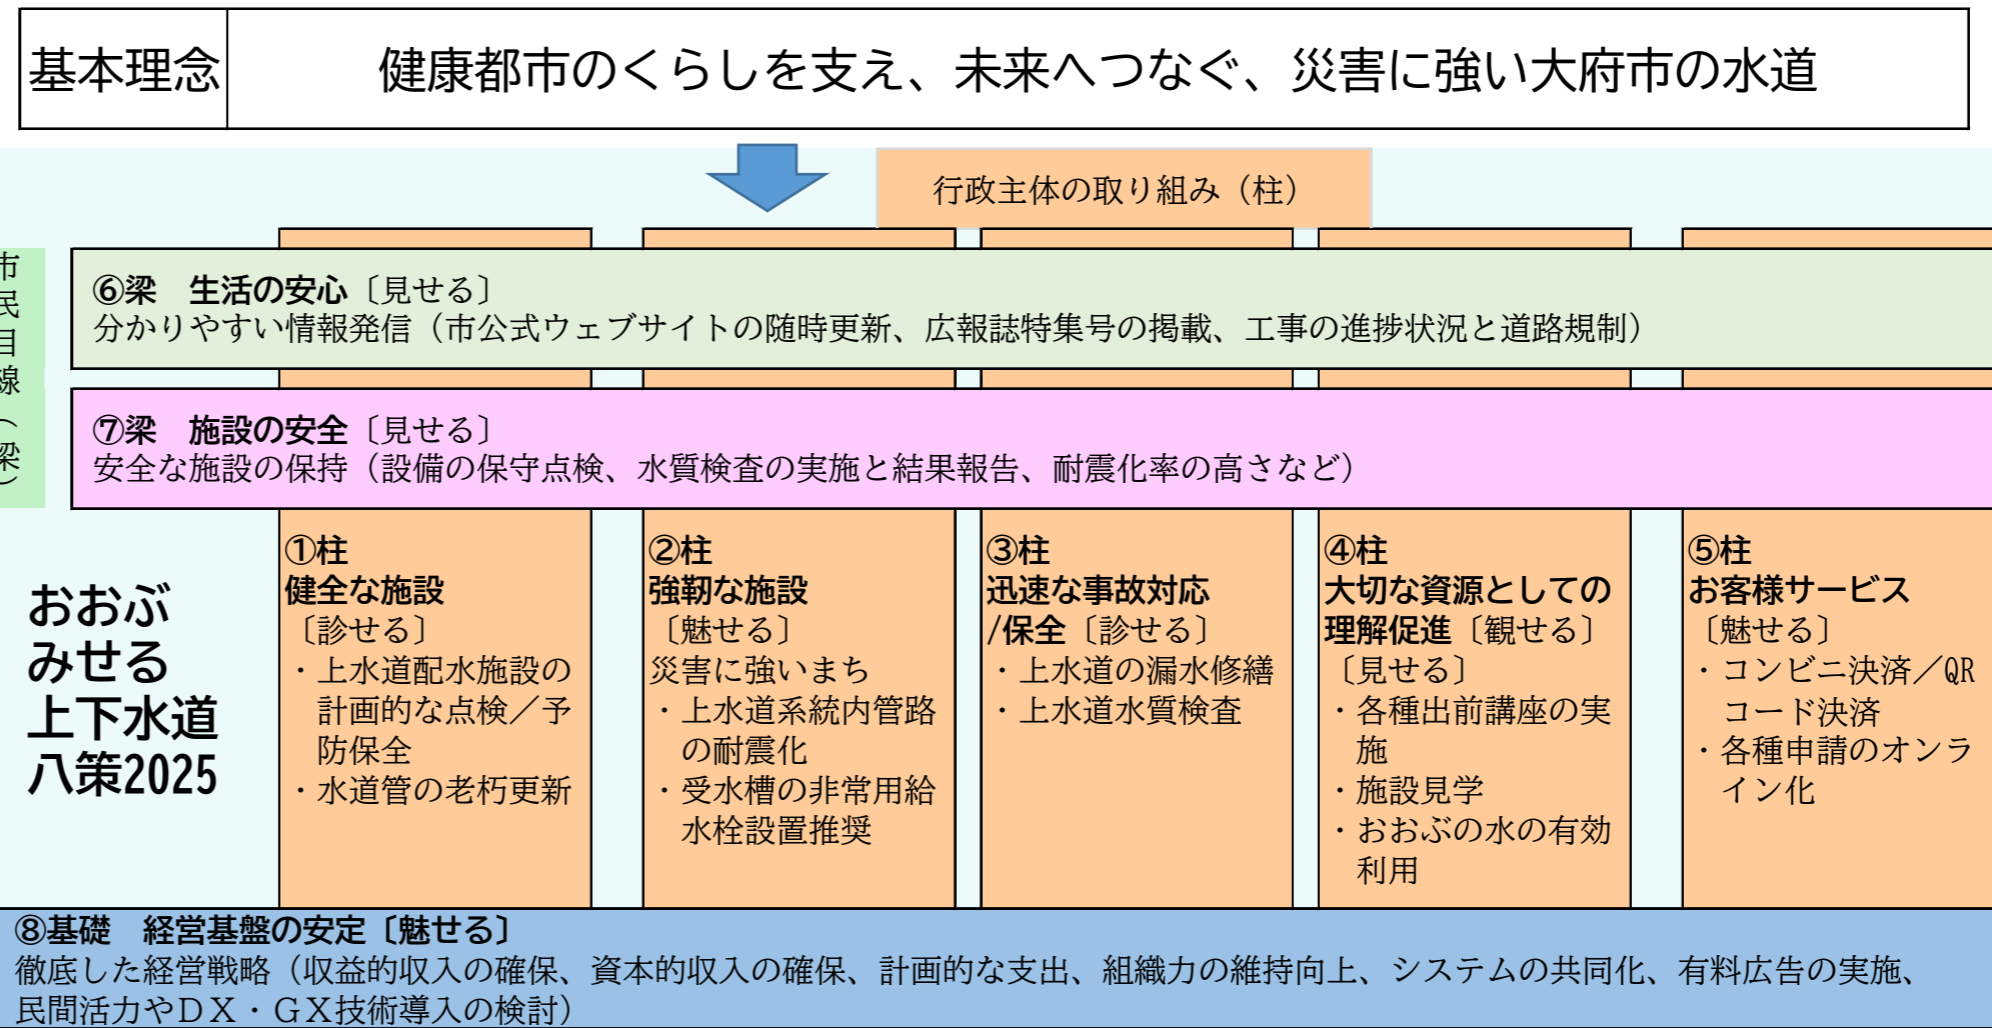 基本理念
健康都市のくらしを支え、未来へつなぐ、災害に強い大府市の水道
行政主体の取り組み（柱）
市民目線（梁）
⑥梁　生活の安心〔見せる〕
分かりやすい情報発信（市公式ウェブサイトの随時更新、広報誌特集号の掲載、工事の進捗状況と道路規制）
⑦梁　施設の安全〔見せる〕
安全な施設の保持（設備の保守点検、水質検査の実施と結果報告、耐震化率の高さなど）
おおぶ
みせる
上下水道
八策2025
①柱
健全な施設
〔診せる〕
・上水道配水施設の
計画的な点検／予
防保全
・水道管の老朽更新
②柱
強靭な施設
〔魅せる〕
災害に強いまち
・上水道系統内管路
の耐震化
・受水槽の非常用給
水栓設置推奨
③柱
迅速な事故対応
/保全〔診せる〕
・上水道の漏水修繕
・上水道水質検査
④柱
大切な資源としての
理解促進〔観せる〕
〔見せる〕
・各種出前講座の実
施
・施設見学
・おおぶの水の有効
利用
⑤柱
お客様サービス
〔魅せる〕
・コンビニ決済／QR
コード決済
・各種申請のオンラ
イン化
⑧基礎　経営基盤の安定〔魅せる〕
徹底した経営戦略（収益的収入の確保、資本的収入の確保、計画的な支出、組織力の維持向上、システムの共同化、有料広告の実施、
民間活力やＤＸ・ＧＸ技術導入の検討）